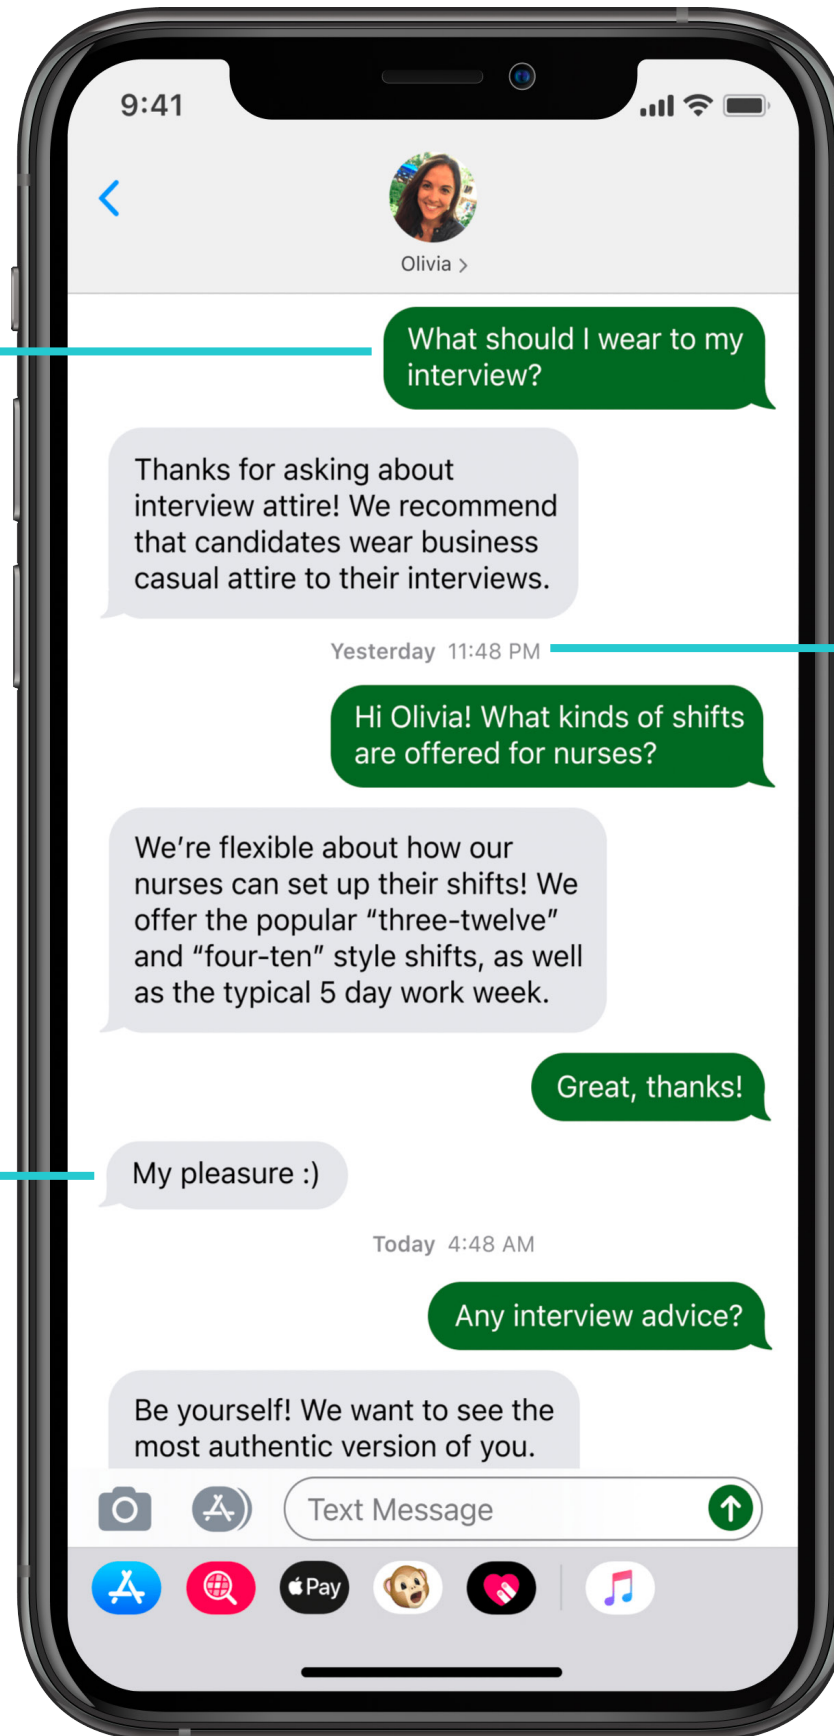 9:41
Olivia >
What should I wear to my
interview?
Thanks for asking about
interview attire! We recommend
that candidates wear business
casual attire to their interviews.
Yesterday 11:48 PM
Hi Olivia! What kinds of shifts
are offered for nurses?
We’re flexible about how our
nurses can set up their shifts! We
offer the popular “three-twelve”
and “four-ten” style shifts, as well
as the typical 5 day work week.
Great, thanks!
My pleasure :)
Today 4:48 AM
Any interview advice?
Be yourself! We want to see the
most authentic version of you.
Text Message
Pay